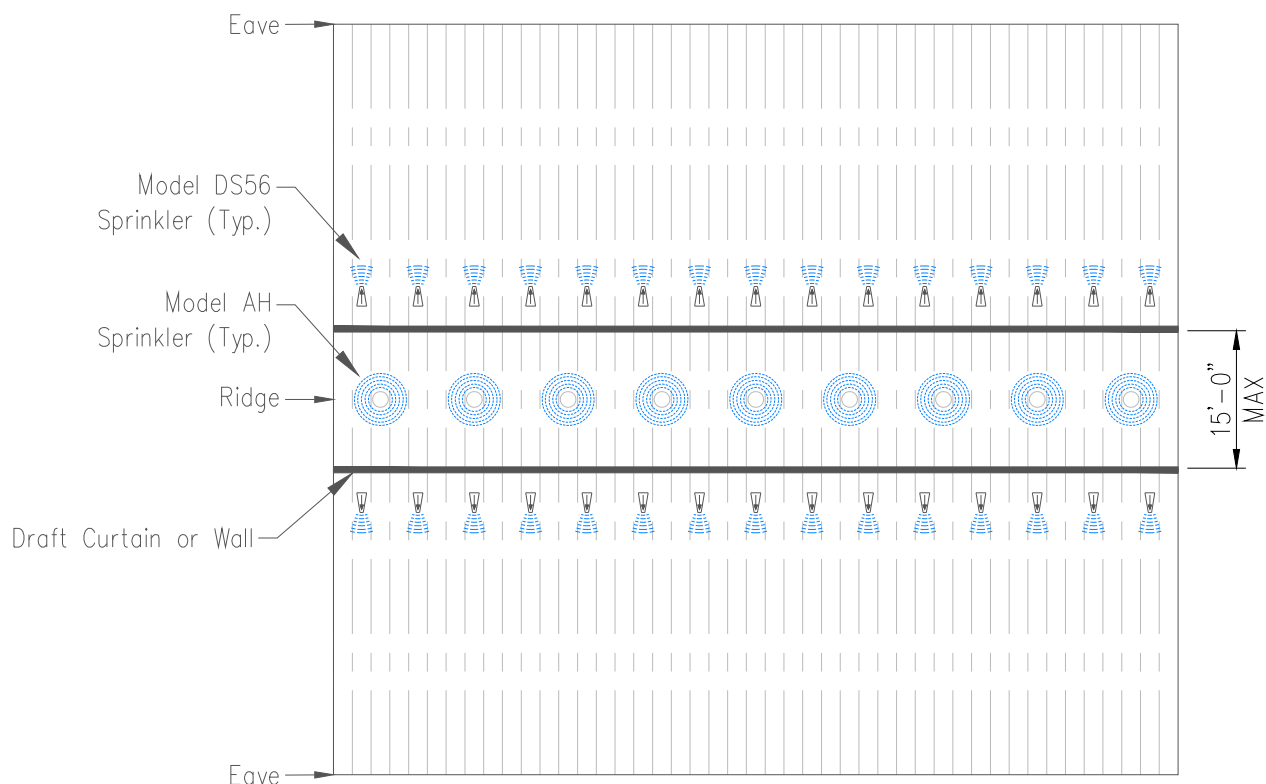 Eave
Model DS56
Sprinkler (Typ.)
Model AH
Sprinkler (Typ.)
Ridge
15'-0"
MAX
Draft Curtain or Wall
Eave